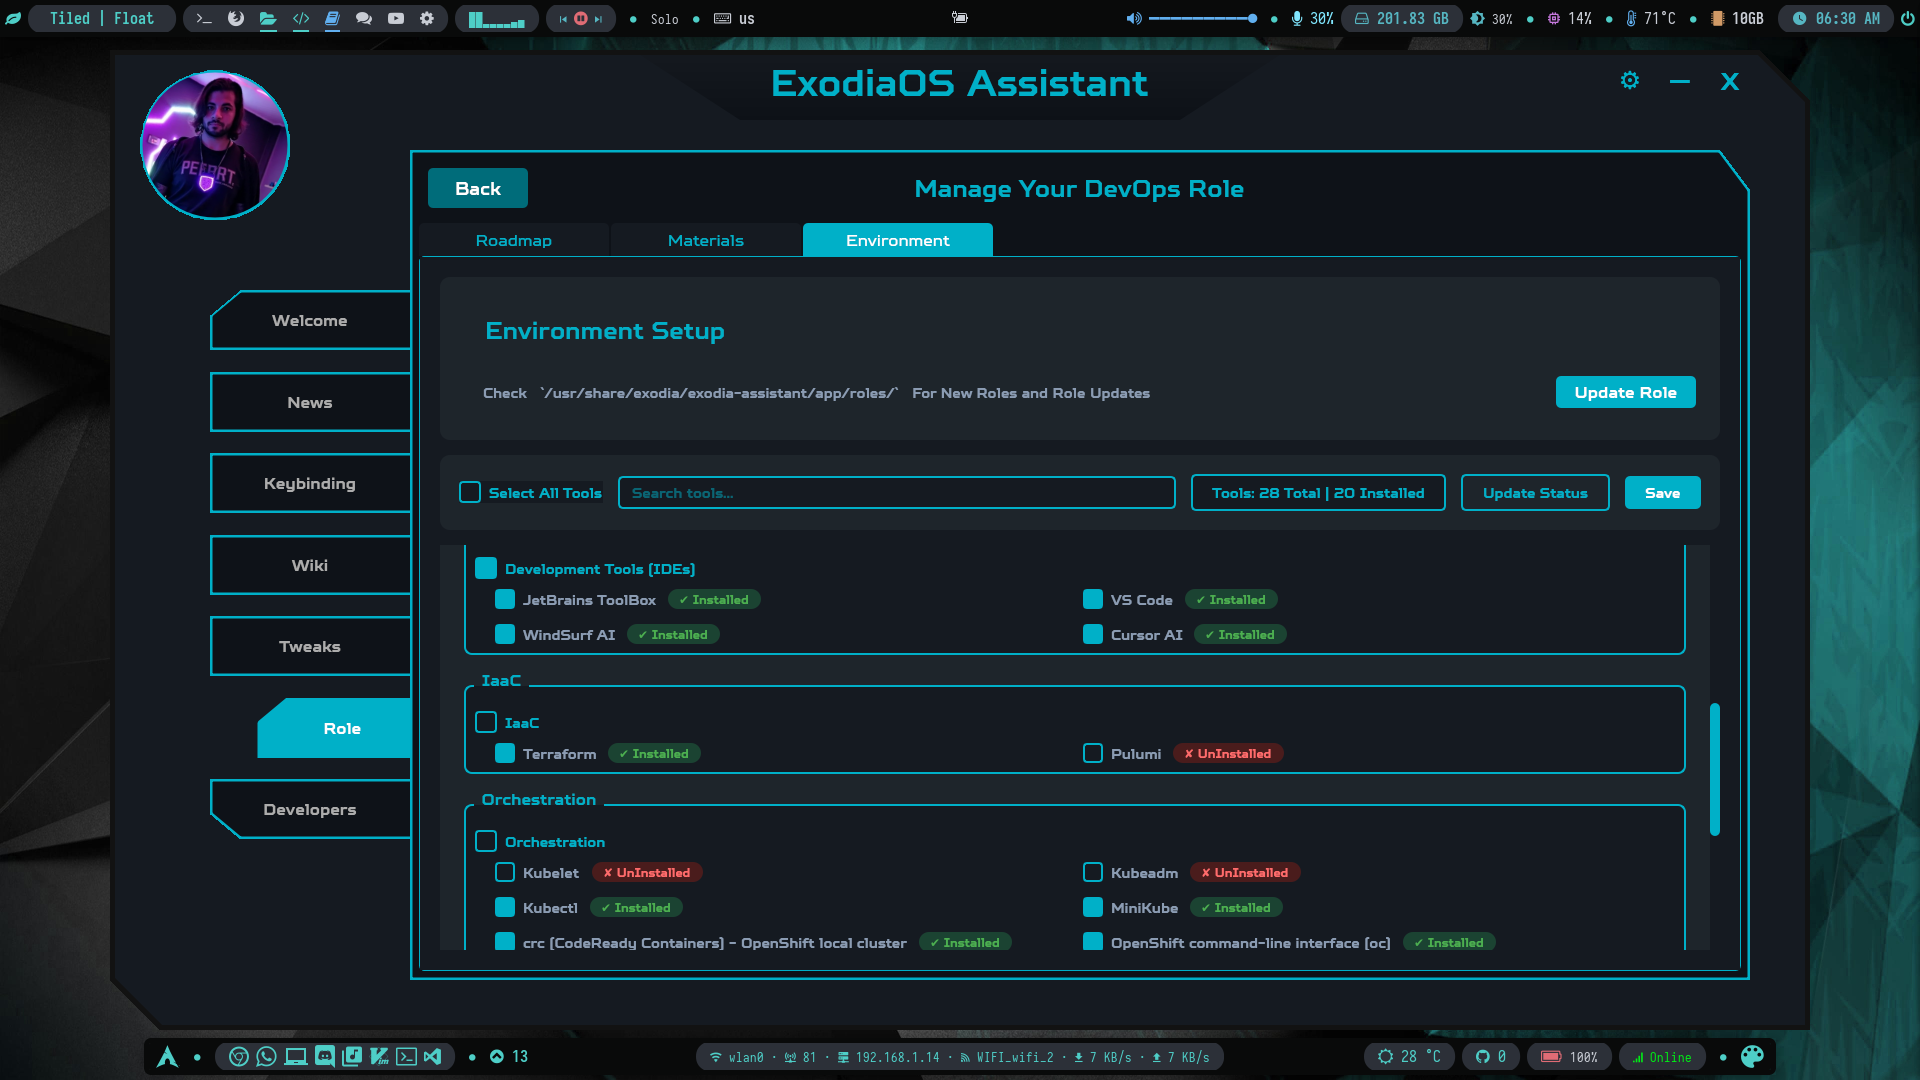 Tiled | Float
Solo
us
30%
201.83 GB
30%
14%
71°C
10GB
06:30 AM
ExodiaOS Assistant
X
Back
Manage Your DevOps Role
Roadmap
Materials
Environment
Environment Setup
Check `/usr/share/exodia/exodia-assistant/app/roles/` For New Roles and Role Updates
Update Role
Welcome
News
Keybinding
Wiki
Tweaks
Role
Developers
Select All Tools
Search tools...
Tools: 28 Total | 20 Installed
Update Status
Save
Development Tools [IDEs]
JetBrains ToolBox ✓ Installed
VS Code ✓ Installed
WindSurf AI ✓ Installed
Cursor AI ✓ Installed
IaaC
IaaC
Terraform ✓ Installed
Pulumi ✘ UnInstalled
Orchestration
Orchestration
Kubelet ✘ UnInstalled
Kubeadm ✘ UnInstalled
Kubectl ✓ Installed
MiniKube ✓ Installed
crc [CodeReady Containers] - OpenShift local cluster ✓ Installed
OpenShift command-line interface [oc] ✓ Installed
13
wlan0 · 81 · 192.168.1.14 · WIFI_wifi_2 · 7 KB/s · 7 KB/s
28 °C
0
100%
Online